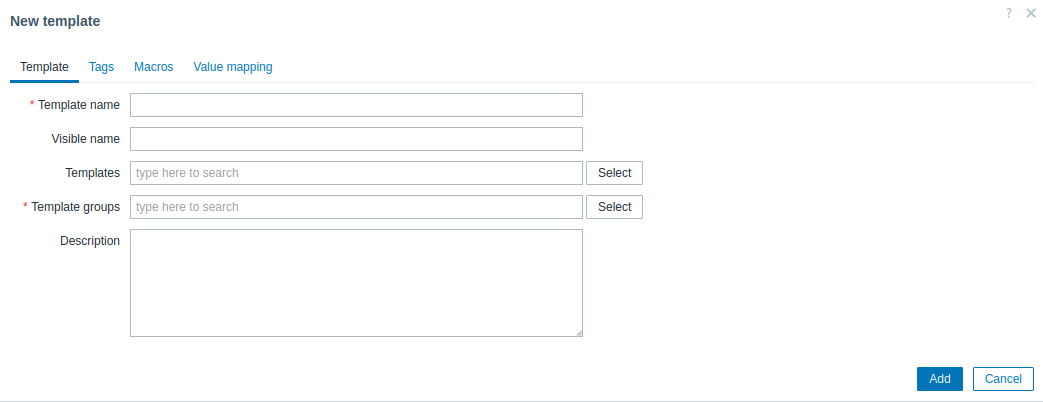 New template
?
Template Tags Macros Value mapping
* Template name
Visible name
Templates type here to search Select
* Template groups type here to search Select
Description
Add Cancel